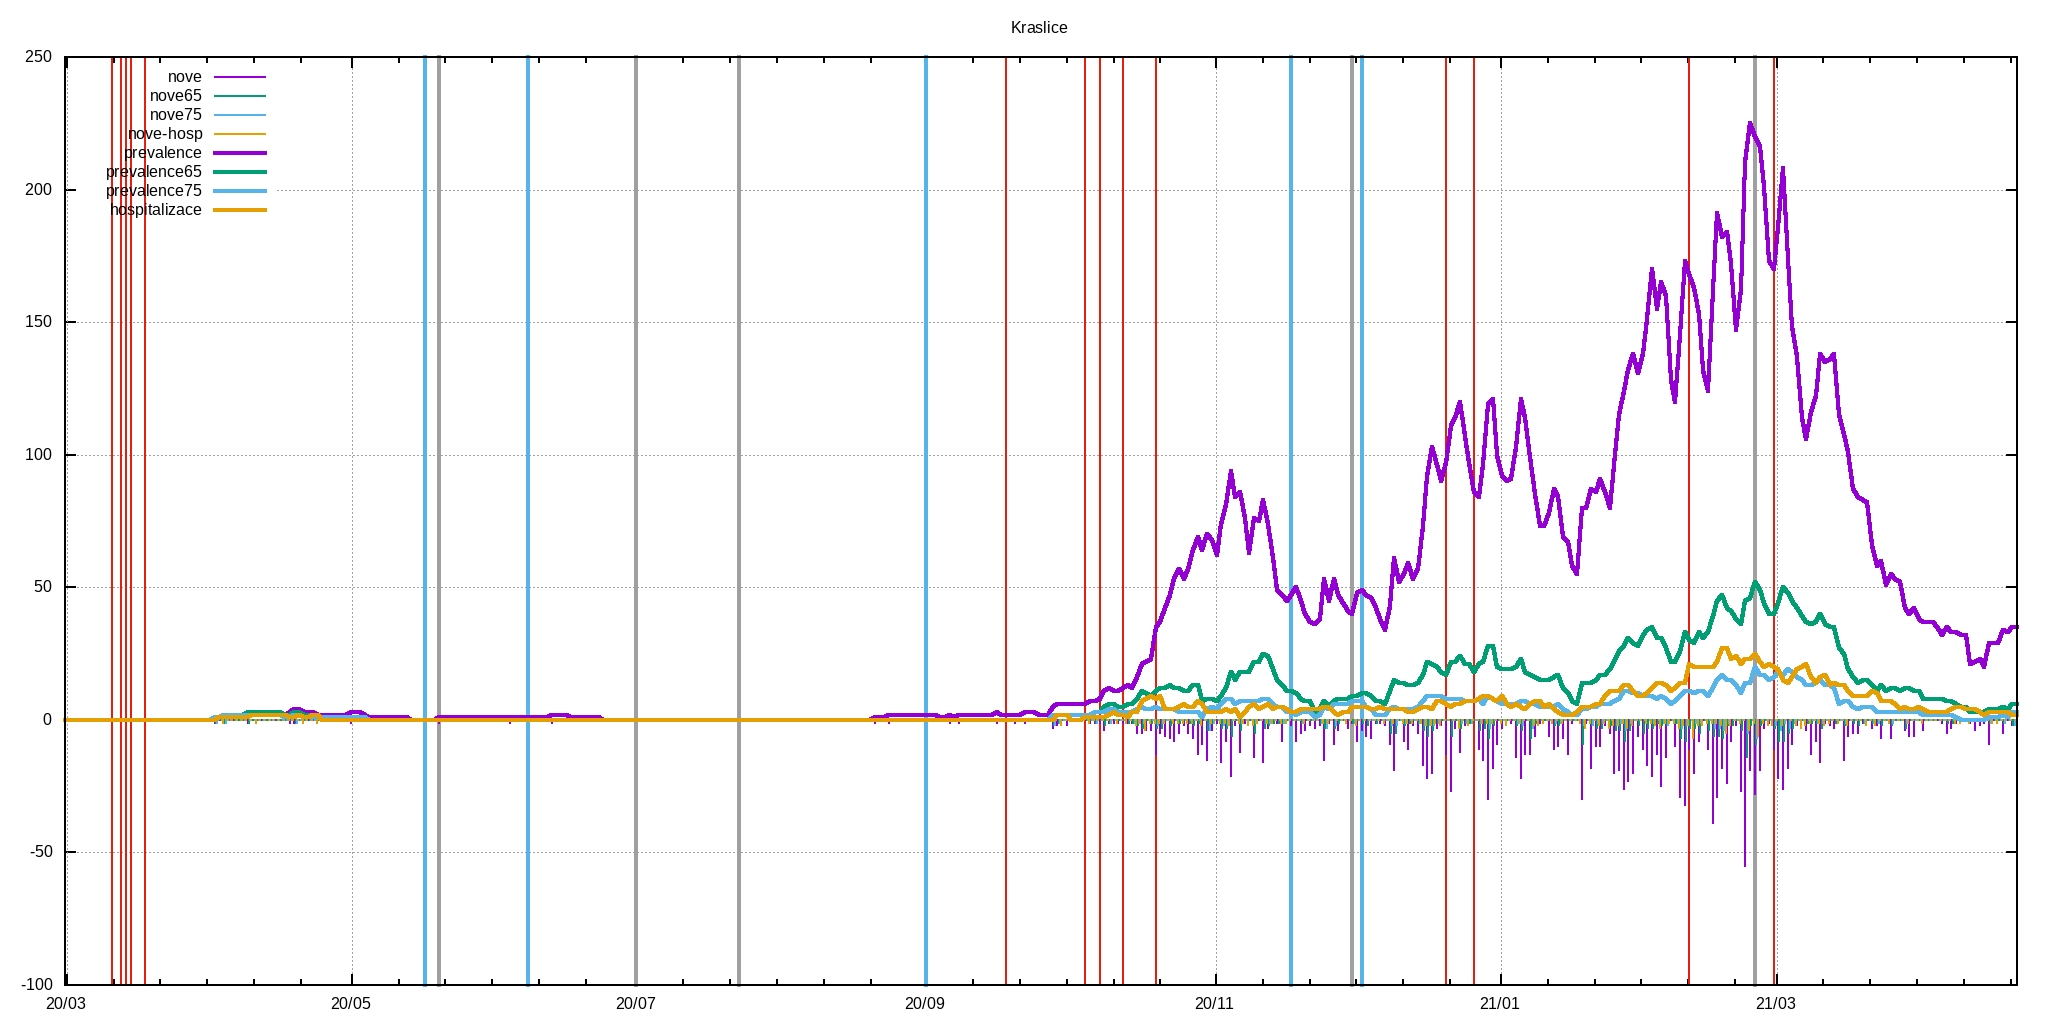 Kraslice
250
200
150
100
50
0
-50
-100
nove
nove65
nove75
nove-hosp
prevalence
prevalence65
prevalence75
hospitalizace
20/03 20/05 20/07 20/09 20/11 21/01 21/03